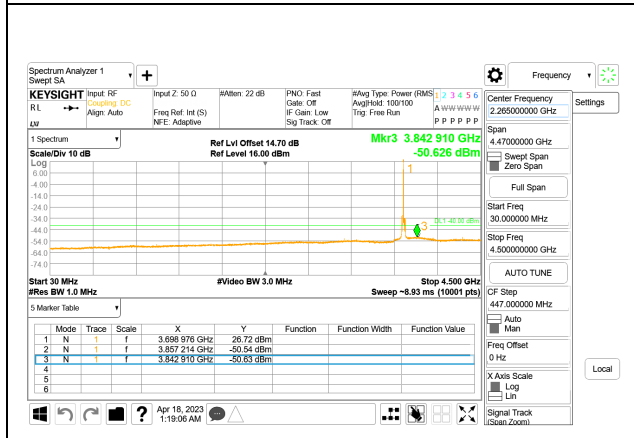 Spectrum Analyzer 1
Swept SA
Frequency
KEYSIGHT
RL
Input: RF
Coupling: DC
Align: Auto
Input Z: 50 Ω
Freq Ref: Int (S)
NFE: Adaptive
#Atten: 22 dB
PNO: Fast
Gate: Off
IF Gain: Low
Sig Track: Off
#Avg Type: Power (RMS
Avg|Hold: 100/100
Trig: Free Run
1 2 3 4 5 6
A W W W W W
P P P P P P
Center Frequency
2.265000000 GHz
Settings
Span
4.47000000 GHz
Swept Span
Zero Span
Full Span
Start Freq
30.000000 MHz
Stop Freq
4.500000000 GHz
AUTO TUNE
CF Step
447.000000 MHz
Auto
Man
Freq Offset
0 Hz
X Axis Scale
Log
Lin
Local
Signal Track
(Span Zoom)
1 Spectrum
Scale/Div 10 dB
Ref Lvl Offset 14.70 dB
Ref Level 16.00 dBm
Mkr3 3.842 910 GHz
-50.626 dBm
Log
6.00
-4.00
-14.0
-24.0
-34.0
-44.0
-54.0
-64.0
-74.0
1
3
DL1 -40.00 dBm
Start 30 MHz
#Res BW 1.0 MHz
#Video BW 3.0 MHz
Stop 4.500 GHz
Sweep ~8.93 ms (10001 pts)
5 Marker Table
Mode Trace Scale X Y Function Function Width Function Value
1 N 1 f 3.698 976 GHz 26.72 dBm
2 N 1 f 3.857 214 GHz -50.54 dBm
3 N 1 f 3.842 910 GHz -50.63 dBm
4
5
6
?
Apr 18, 2023
1:19:06 AM